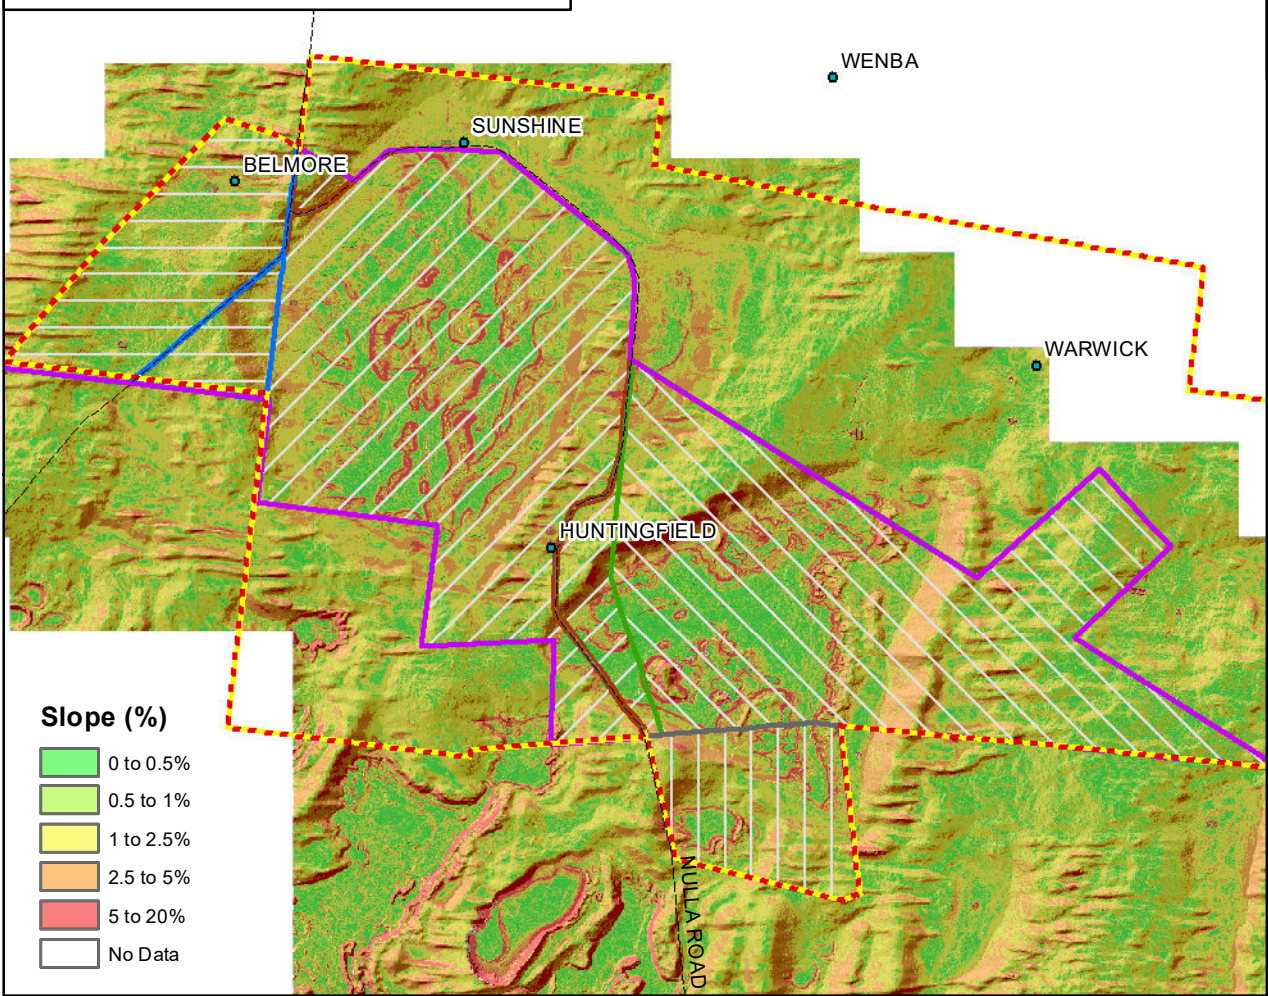 WENBA
SUNSHINE
BELMORE
WARWICK
HUNTINGFIELD
Slope (%)
0 to 0.5%
0.5 to 1%
1 to 2.5%
2.5 to 5%
5 to 20%
No Data
NULLA ROAD